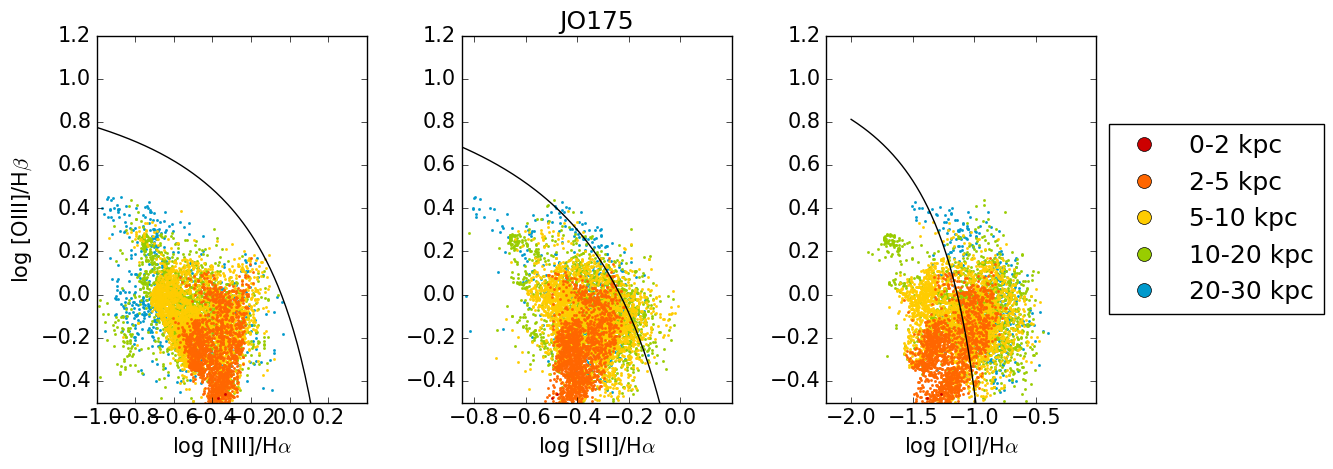 JO175
1.2
1.0
0.8
0.6
0.4
0.2
0.0
−0.2
−0.4
log [OIII]/Hβ
−1.0 −0.8 −0.6 −0.4 −0.2 0.0 0.2
log [NII]/Hα
1.2
1.0
0.8
0.6
0.4
0.2
0.0
−0.2
−0.4
−0.8 −0.6 −0.4 −0.2 0.0
log [SII]/Hα
1.2
1.0
0.8
0.6
0.4
0.2
0.0
−0.2
−0.4
−2.0 −1.5 −1.0 −0.5
log [OI]/Hα
0-2 kpc
2-5 kpc
5-10 kpc
10-20 kpc
20-30 kpc